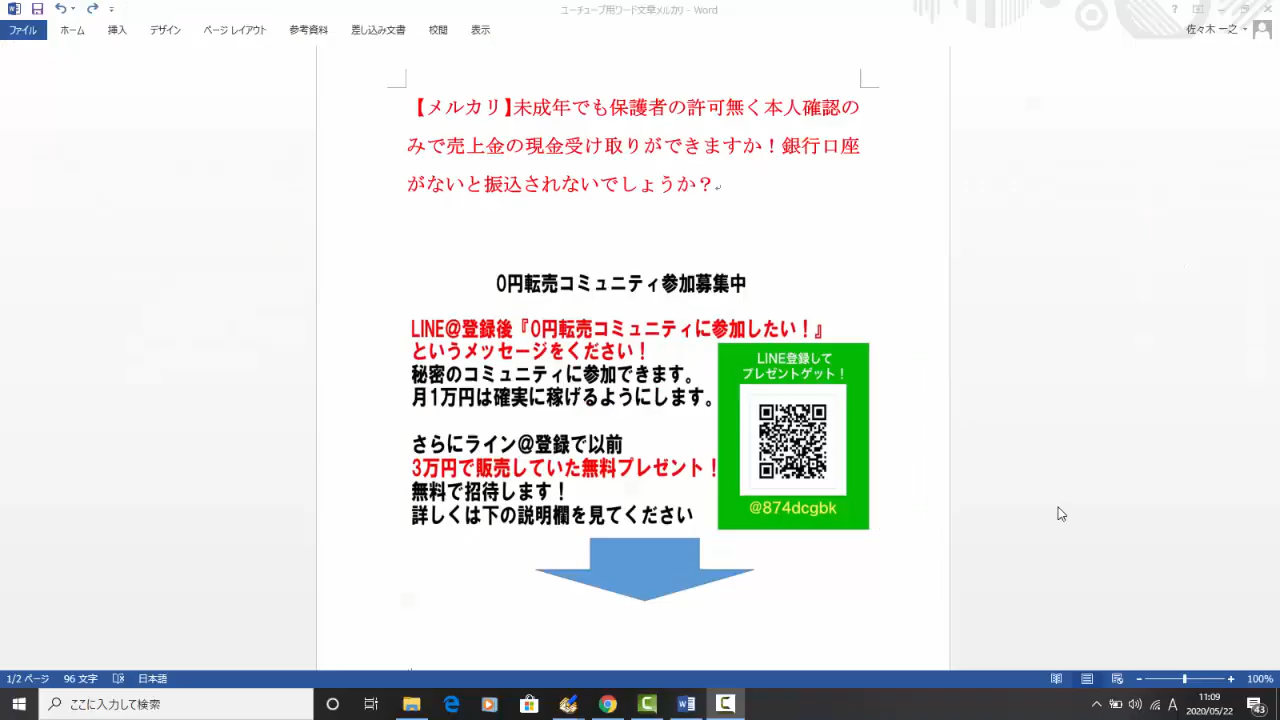 ユーチューブ用ワード文章メルカリ - Word
ファイル ホーム 挿入 デザイン ページ レイアウト 参考資料 差し込み文書 校閲 表示 佐々木 一之
【メルカリ】未成年でも保護者の許可無く本人確認の
みで売上金の現金受け取りができますか！銀行口座
がないと振込されないでしょうか？
0円転売コミュニティ参加募集中
LINE@登録後『0円転売コミュニティに参加したい！』
というメッセージをください！
秘密のコミュニティに参加できます。
月1万円は確実に稼げるようにします。
さらにライン@登録で以前
3万円で販売していた無料プレゼント！
無料で招待します！
詳しくは下の説明欄を見てください
LINE登録して
プレゼントゲット！
@874dcgbk
1/2 ページ 96 文字 日本語 100%
ここに入力して検索
A 11:09
2020/05/22
43